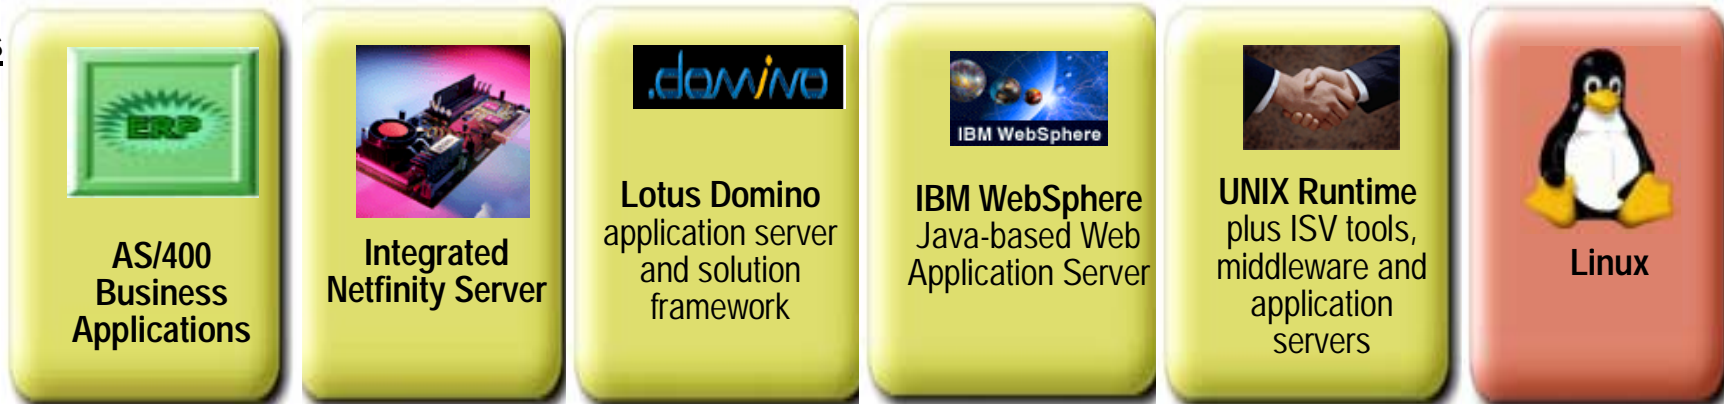 s
ERP
AS/400
Business
Applications
Integrated
Netfinity Server
.domino
Lotus Domino
application server
and solution
framework
IBM WebSphere
IBM WebSphere
Java-based Web
Application Server
UNIX Runtime
plus ISV tools,
middleware and
application
servers
Linux